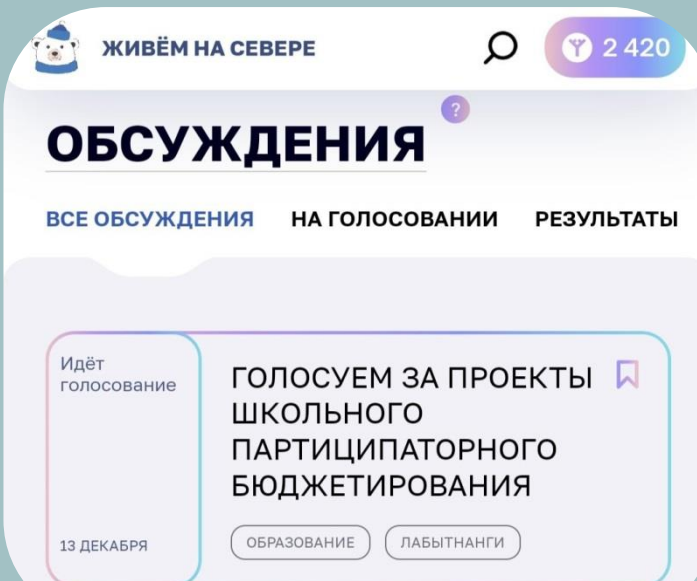 ЖИВЁМ НА СЕВЕРЕ
2 420
?
ОБСУЖДЕНИЯ
ВСЕ ОБСУЖДЕНИЯ НА ГОЛОСОВАНИИ РЕЗУЛЬТАТЫ
Идёт
голосование
ГОЛОСУЕМ ЗА ПРОЕКТЫ
ШКОЛЬНОГО
ПАРТИЦИПАТОРНОГО
БЮДЖЕТИРОВАНИЯ
13 ДЕКАБРЯ
ОБРАЗОВАНИЕ ЛАБЫТНАНГИ